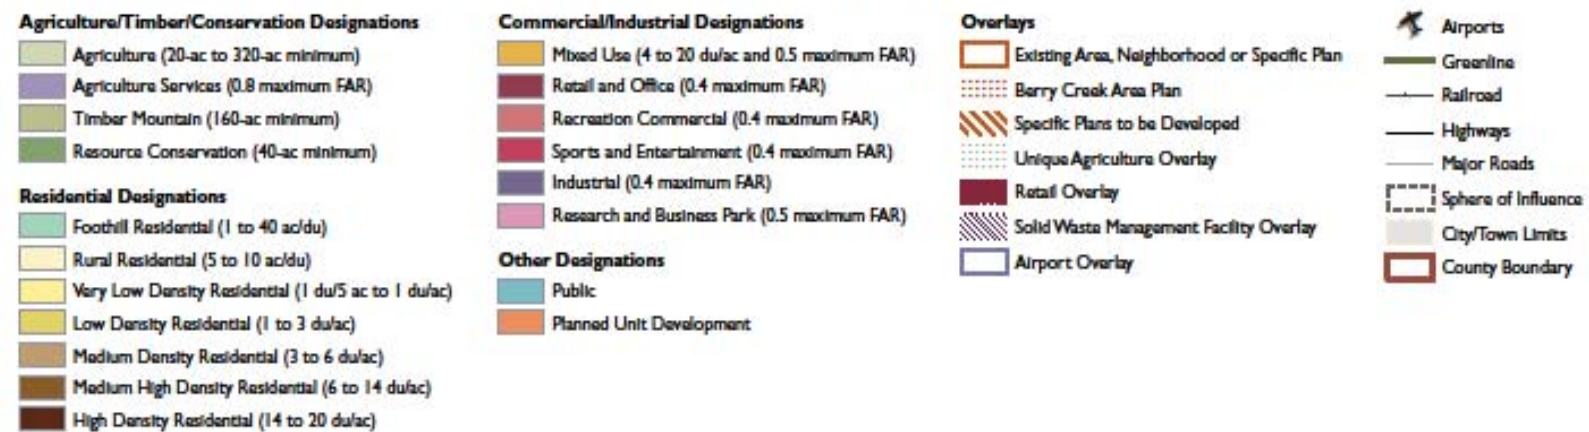 Agriculture/Timber/Conservation Designations
Agriculture (20-ac to 320-ac minimum)
Agriculture Services (0.8 maximum FAR)
Timber Mountain (160-ac minimum)
Resource Conservation (40-ac minimum)
Residential Designations
Foothill Residential (1 to 40 ac/du)
Rural Residential (5 to 10 ac/du)
Very Low Density Residential (1 du/5 ac to 1 du/ac)
Low Density Residential (1 to 3 du/ac)
Medium Density Residential (3 to 6 du/ac)
Medium High Density Residential (6 to 14 du/ac)
High Density Residential (14 to 20 du/ac)
Commercial/Industrial Designations
Mixed Use (4 to 20 du/ac and 0.5 maximum FAR)
Retail and Office (0.4 maximum FAR)
Recreation Commercial (0.4 maximum FAR)
Sports and Entertainment (0.4 maximum FAR)
Industrial (0.4 maximum FAR)
Research and Business Park (0.5 maximum FAR)
Other Designations
Public
Planned Unit Development
Overlays
Existing Area, Neighborhood or Specific Plan
Berry Creek Area Plan
Specific Plans to be Developed
Unique Agriculture Overlay
Retail Overlay
Solid Waste Management Facility Overlay
Airport Overlay
Airports
Greenline
Railroad
Highways
Major Roads
Sphere of Influence
City/Town Limits
County Boundary